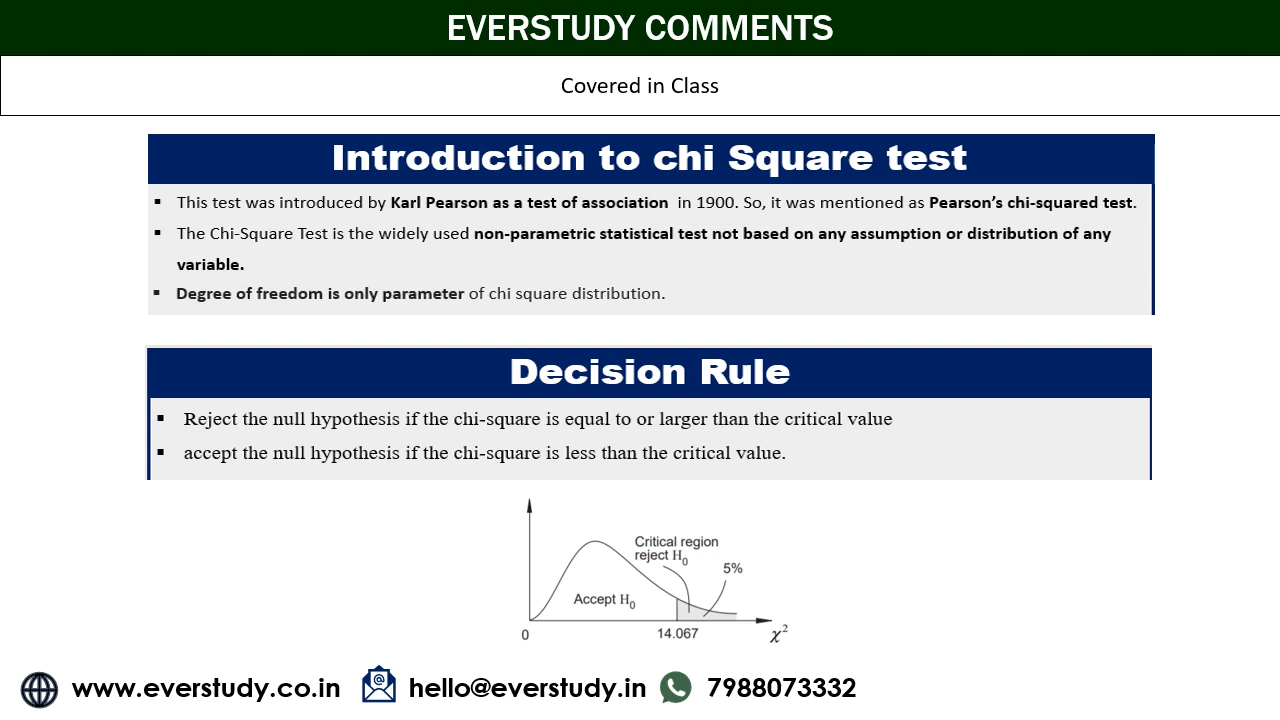 EVERSTUDY COMMENTS
Covered in Class
Introduction to chi Square test
▪ This test was introduced by Karl Pearson as a test of association in 1900. So, it was mentioned as Pearson’s chi-squared test.
▪ The Chi-Square Test is the widely used non-parametric statistical test not based on any assumption or distribution of any
variable.
▪ Degree of freedom is only parameter of chi square distribution.
Decision Rule
▪ Reject the null hypothesis if the chi-square is equal to or larger than the critical value
▪ accept the null hypothesis if the chi-square is less than the critical value.
Critical region
reject H₀
5%
Accept H₀
0
14.067
χ²
www.everstudy.co.in hello@everstudy.in 7988073332